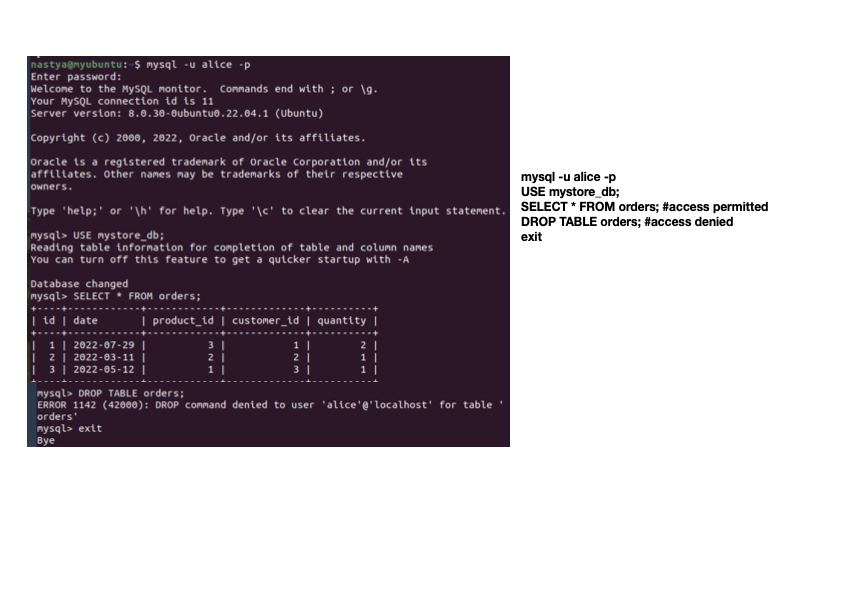 nastya@myubuntu:~$ mysql -u alice -p
Enter password:
Welcome to the MySQL monitor.  Commands end with ; or \g.
Your MySQL connection id is 11
Server version: 8.0.30-0ubuntu0.22.04.1 (Ubuntu)
Copyright (c) 2000, 2022, Oracle and/or its affiliates.
Oracle is a registered trademark of Oracle Corporation and/or its
affiliates. Other names may be trademarks of their respective
owners.
Type 'help;' or '\h' for help. Type '\c' to clear the current input statement.
mysql> USE mystore_db;
Reading table information for completion of table and column names
You can turn off this feature to get a quicker startup with -A
Database changed
mysql> SELECT * FROM orders;
+----+------------+------------+-------------+----------+
| id | date       | product_id | customer_id | quantity |
+----+------------+------------+-------------+----------+
|  1 | 2022-07-29 |          3 |           1 |        2 |
|  2 | 2022-03-11 |          2 |           2 |        1 |
|  3 | 2022-05-12 |          1 |           3 |        1 |
+----+------------+------------+-------------+----------+
mysql> DROP TABLE orders;
ERROR 1142 (42000): DROP command denied to user 'alice'@'localhost' for table '
orders'
mysql> exit
Bye
mysql -u alice -p
USE mystore_db;
SELECT * FROM orders; #access permitted
DROP TABLE orders; #access denied
exit